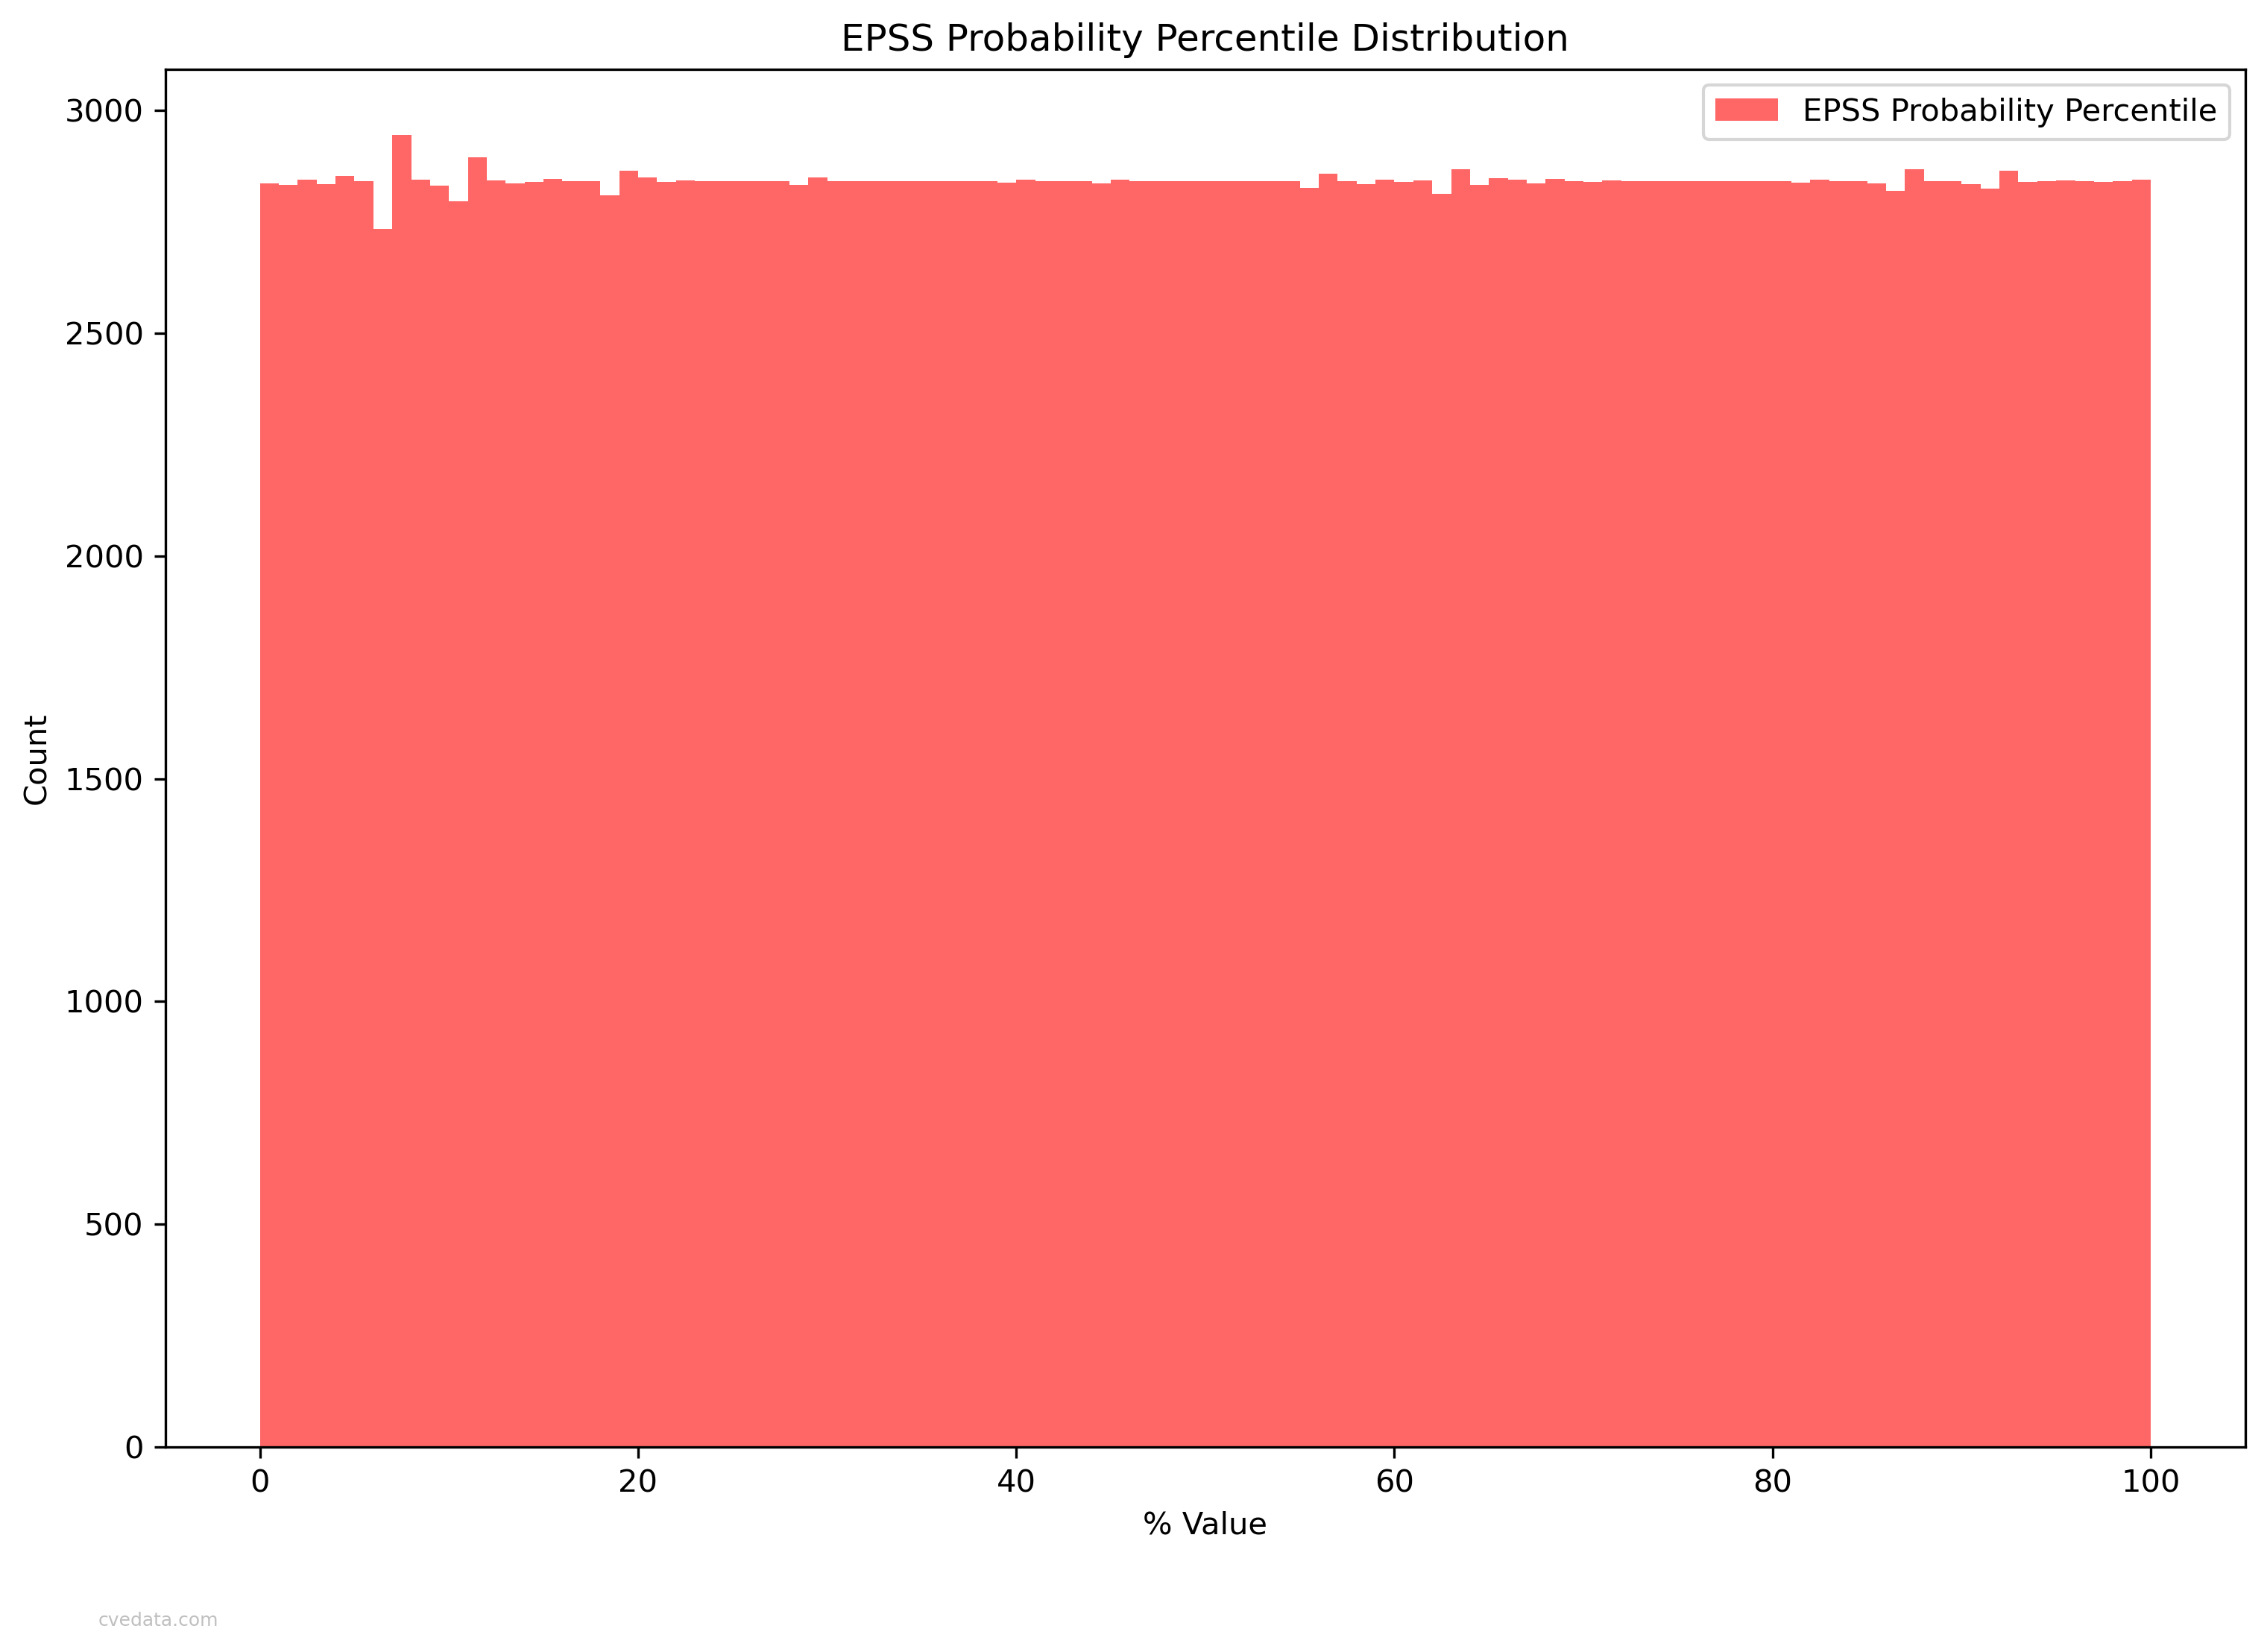 EPSS Probability Percentile Distribution
EPSS Probability Percentile
3000
2500
2000
1500
1000
500
0
Count
0 20 40 60 80 100
% Value
cvedata.com